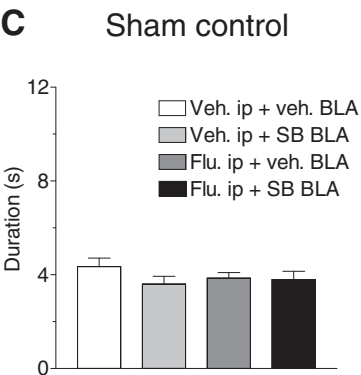 C Sham control
12
8
4
0
Duration (s)
Veh. ip + veh. BLA
Veh. ip + SB BLA
Flu. ip + veh. BLA
Flu. ip + SB BLA